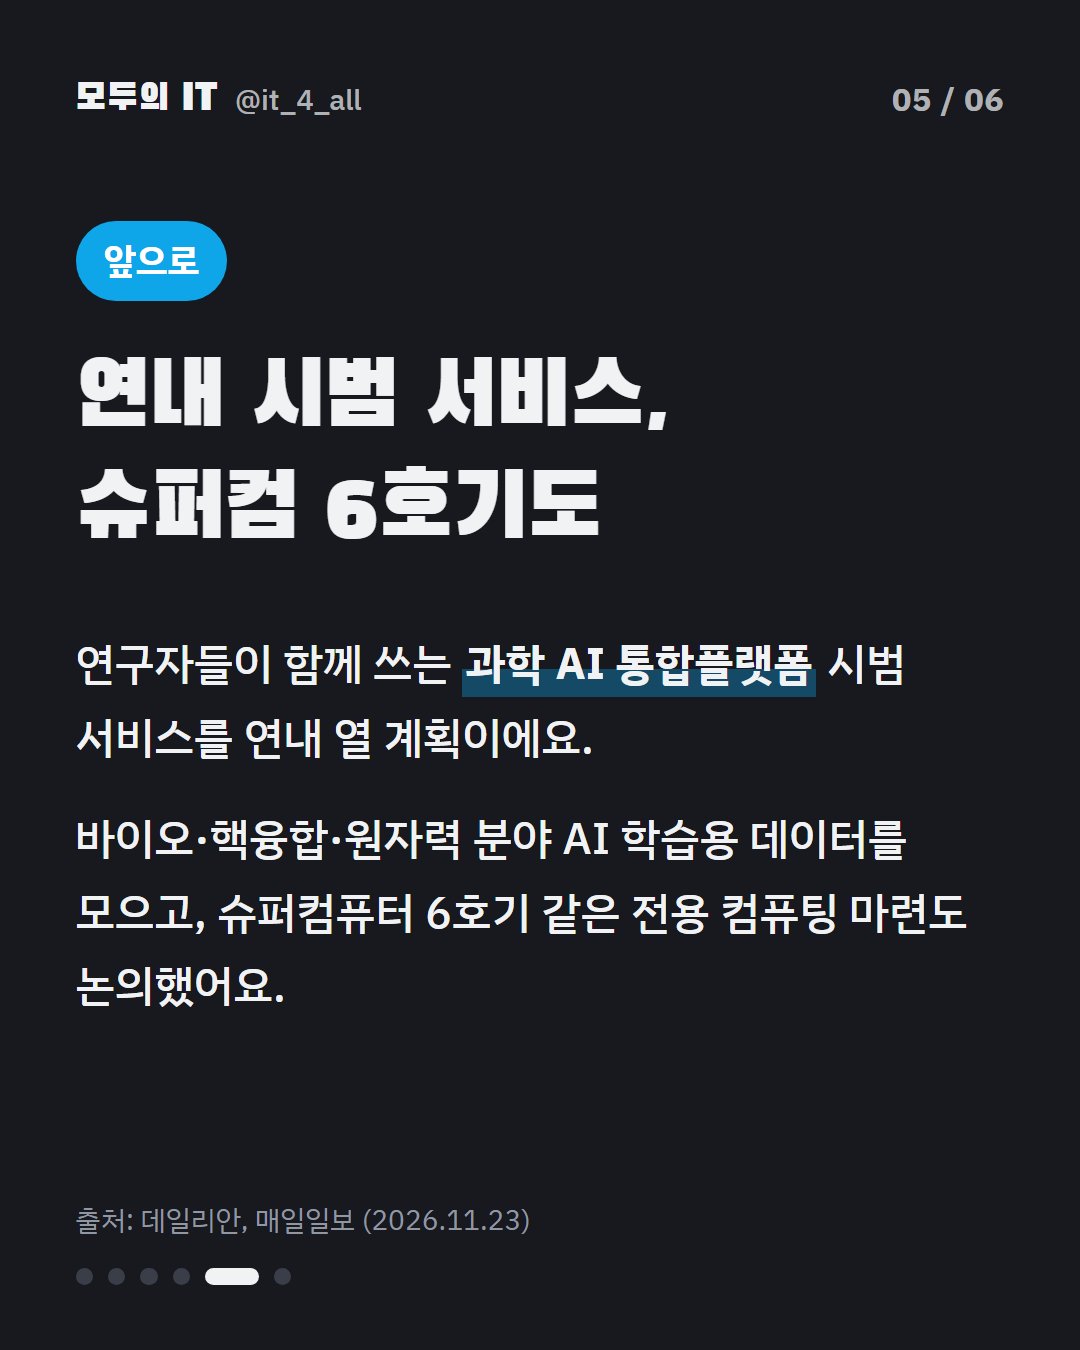 모두의 IT @it_4_all
05 / 06
앞으로
연내 시범 서비스,
슈퍼컴 6호기도
연구자들이 함께 쓰는 과학 AI 통합플랫폼 시범
서비스를 연내 열 계획이에요.
바이오·핵융합·원자력 분야 AI 학습용 데이터를
모으고, 슈퍼컴퓨터 6호기 같은 전용 컴퓨팅 마련도
논의했어요.
출처: 데일리안, 매일일보 (2026.11.23)